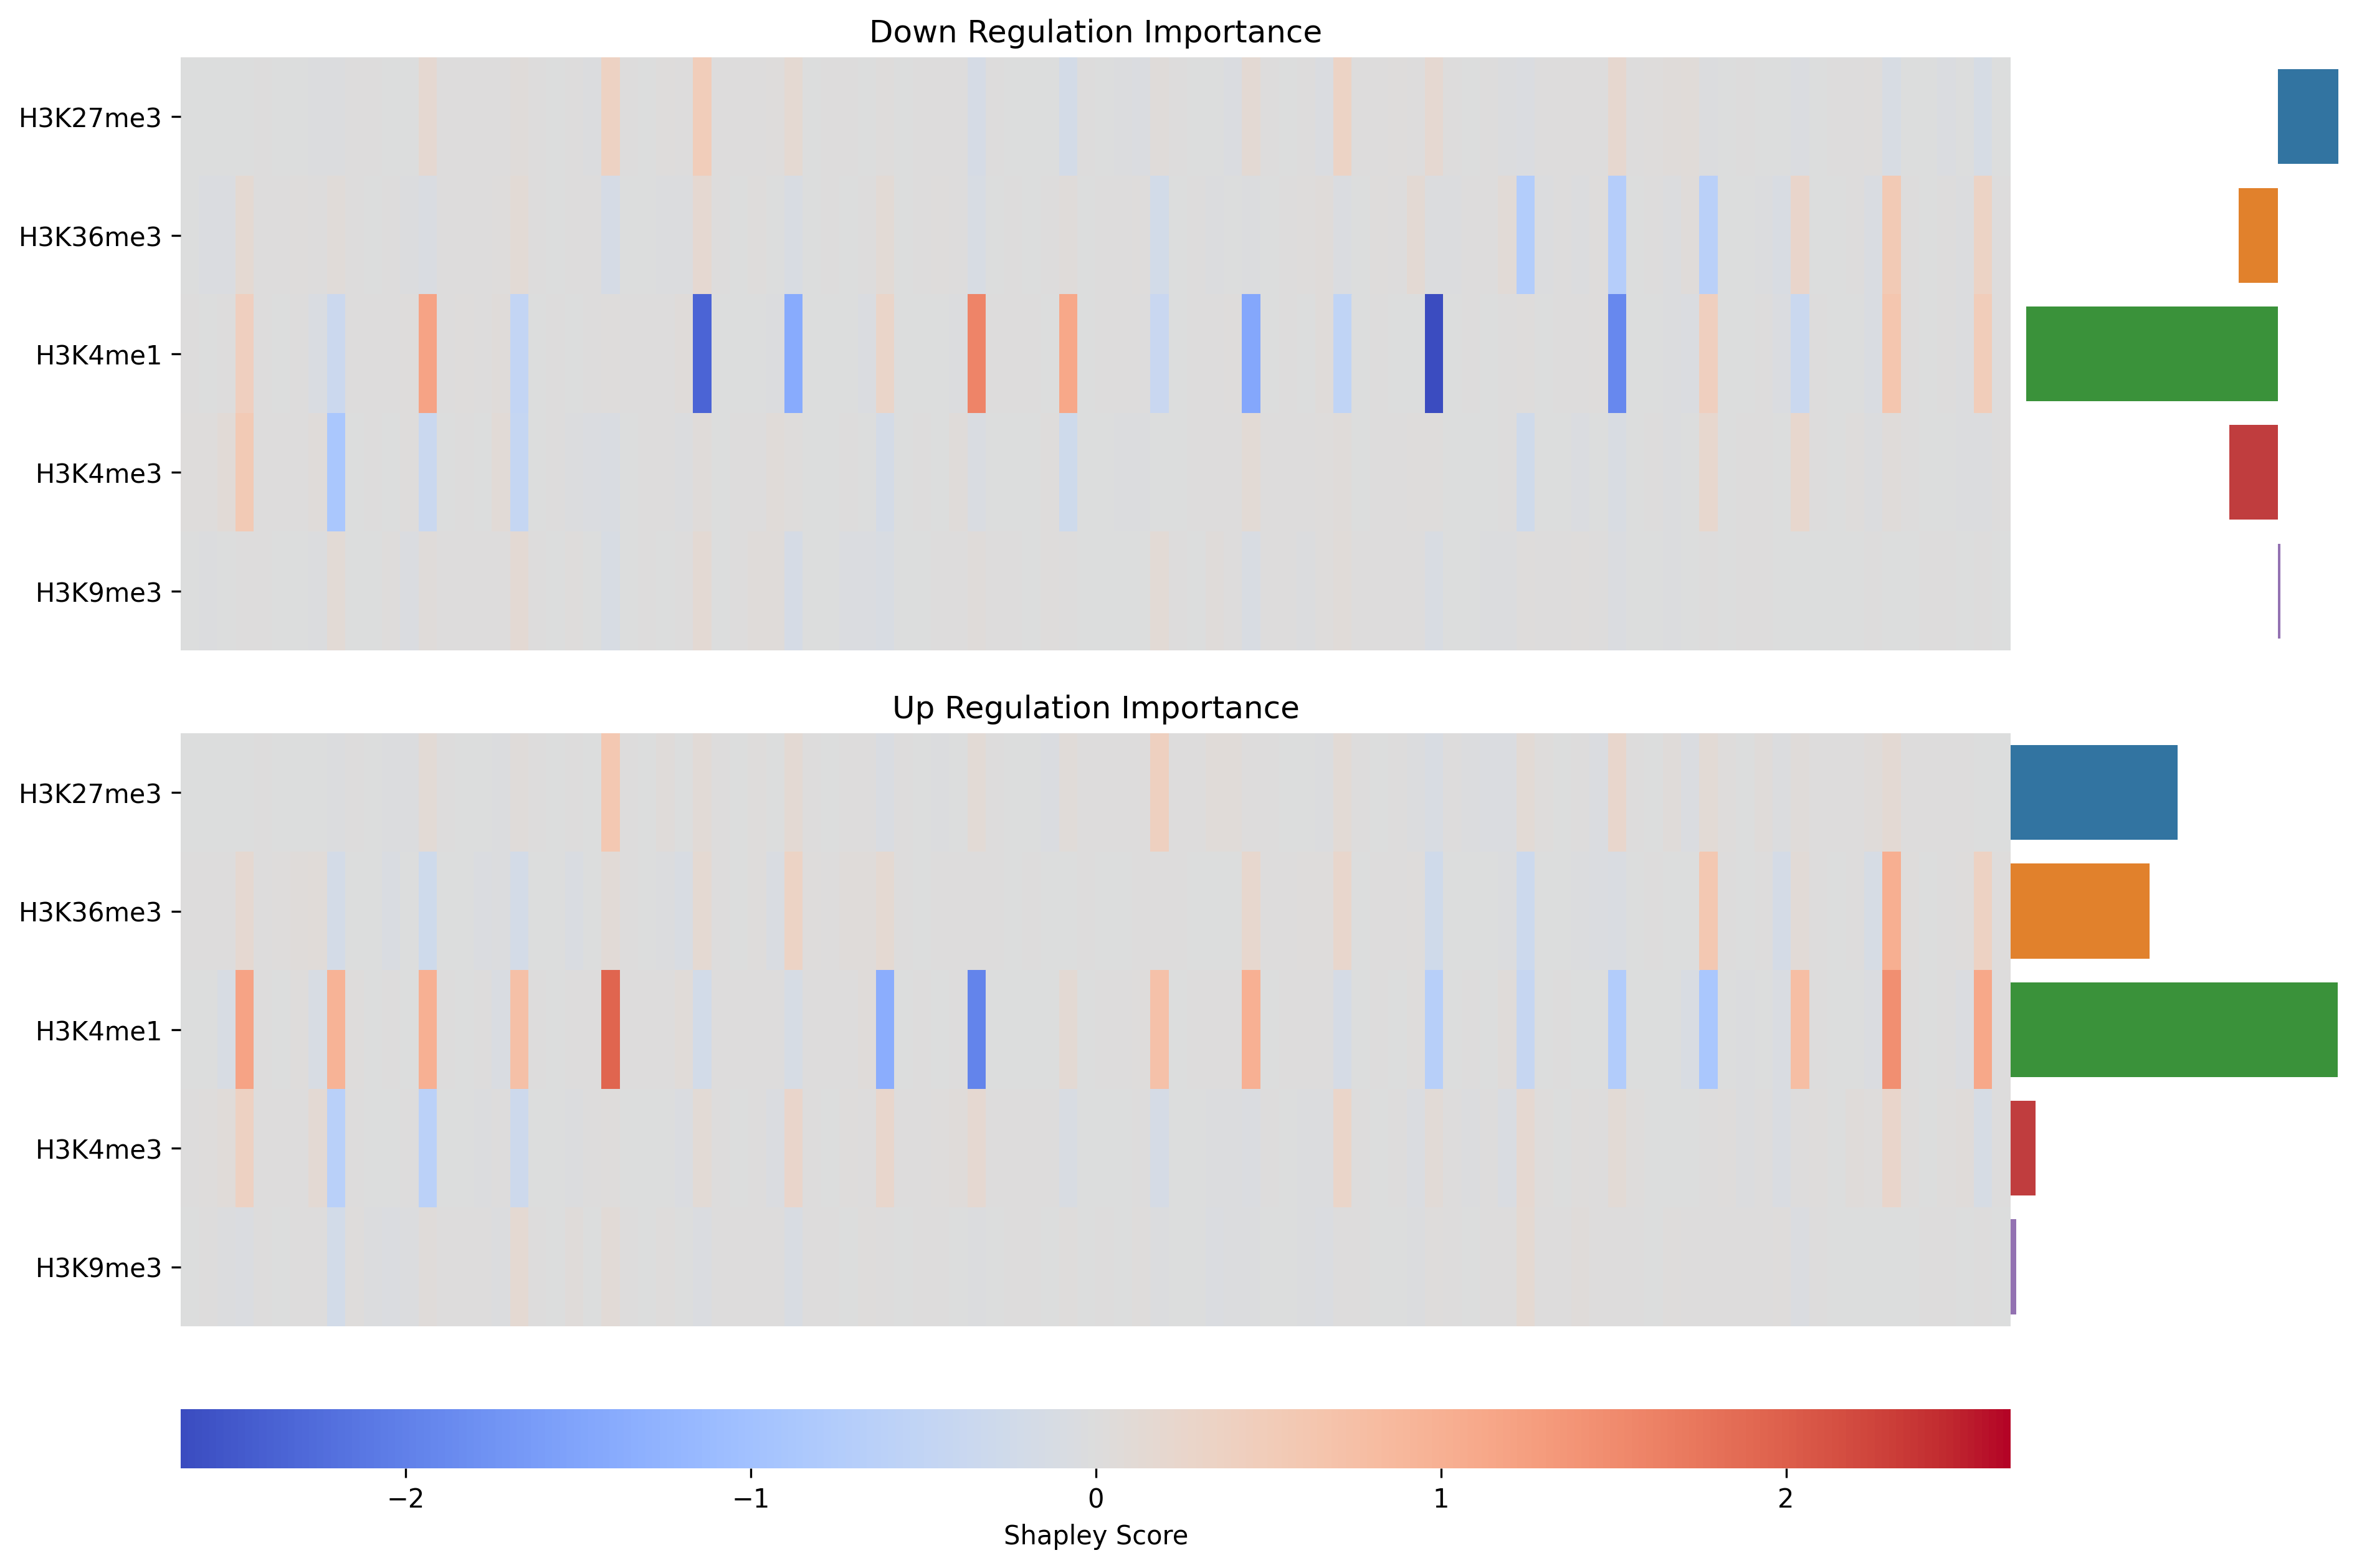 Down Regulation Importance
H3K27me3
H3K36me3
H3K4me1
H3K4me3
H3K9me3
Up Regulation Importance
H3K27me3
H3K36me3
H3K4me1
H3K4me3
H3K9me3
−2 −1 0 1 2
Shapley Score